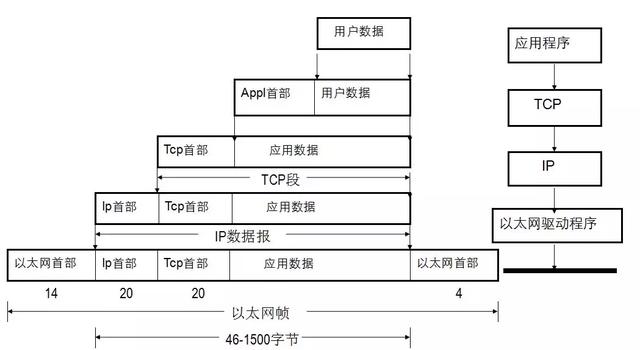 用户数据
应用程序
Appl首部 用户数据
TCP
Tcp首部 应用数据
TCP段
IP
Ip首部 Tcp首部 应用数据
以太网驱动程序
IP数据报
以太网首部 Ip首部 Tcp首部 应用数据 以太网首部
14 20 20 4
以太网帧
46-1500字节